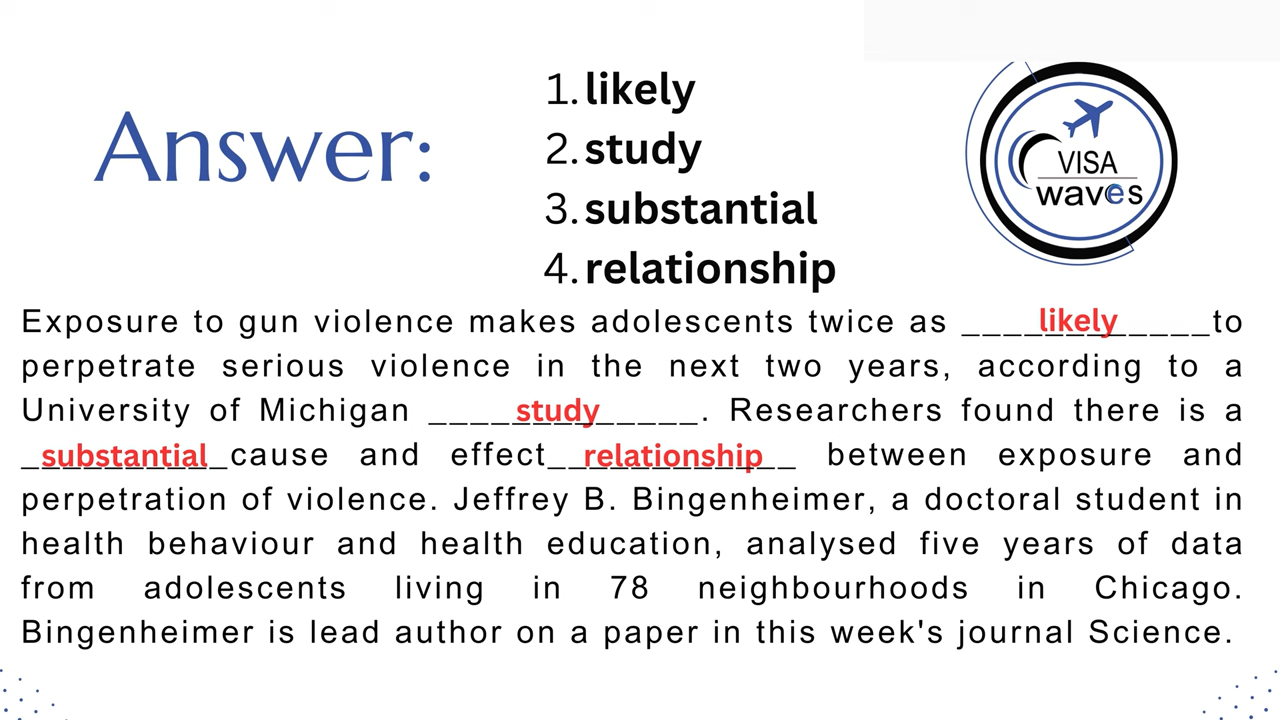 Answer:
1. likely
2. study
3. substantial
4. relationship
VISA
waves
Exposure to gun violence makes adolescents twice as ____likely____to
perpetrate serious violence in the next two years, according to a
University of Michigan ____study____. Researchers found there is a
_substantial_cause and effect_relationship_ between exposure and
perpetration of violence. Jeffrey B. Bingenheimer, a doctoral student in
health behaviour and health education, analysed five years of data
from adolescents living in 78 neighbourhoods in Chicago.
Bingenheimer is lead author on a paper in this week's journal Science.